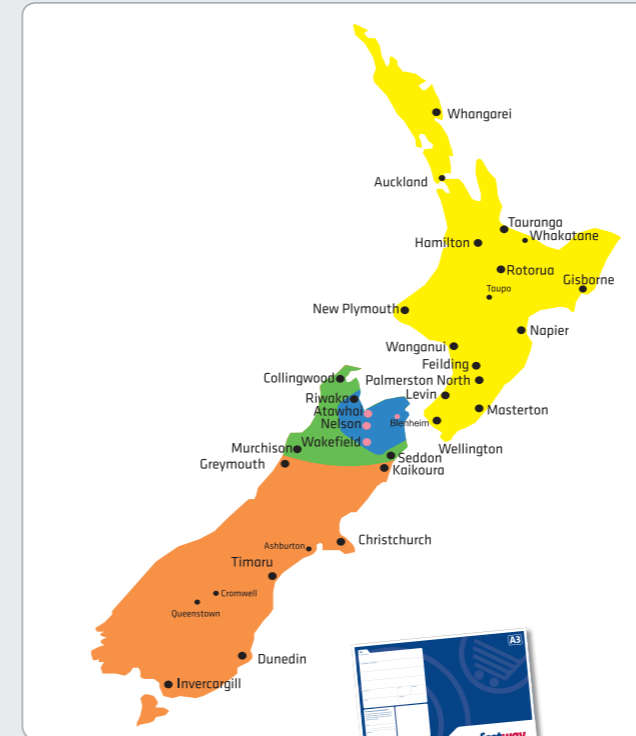 Whangarei
Auckland
Tauranga
Whakatane
Hamilton
Rotorua
Gisborne
Taupo
New Plymouth
Napier
Wanganui
Feilding
Collingwood
Palmerston North
Levin
Riwaka
Atawhai
Masterton
Nelson
Blenheim
Wakefield
Wellington
Murchison
Seddon
Greymouth
Kaikoura
Christchurch
Ashburton
Timaru
Cromwell
Queenstown
Dunedin
Invercargill
A3